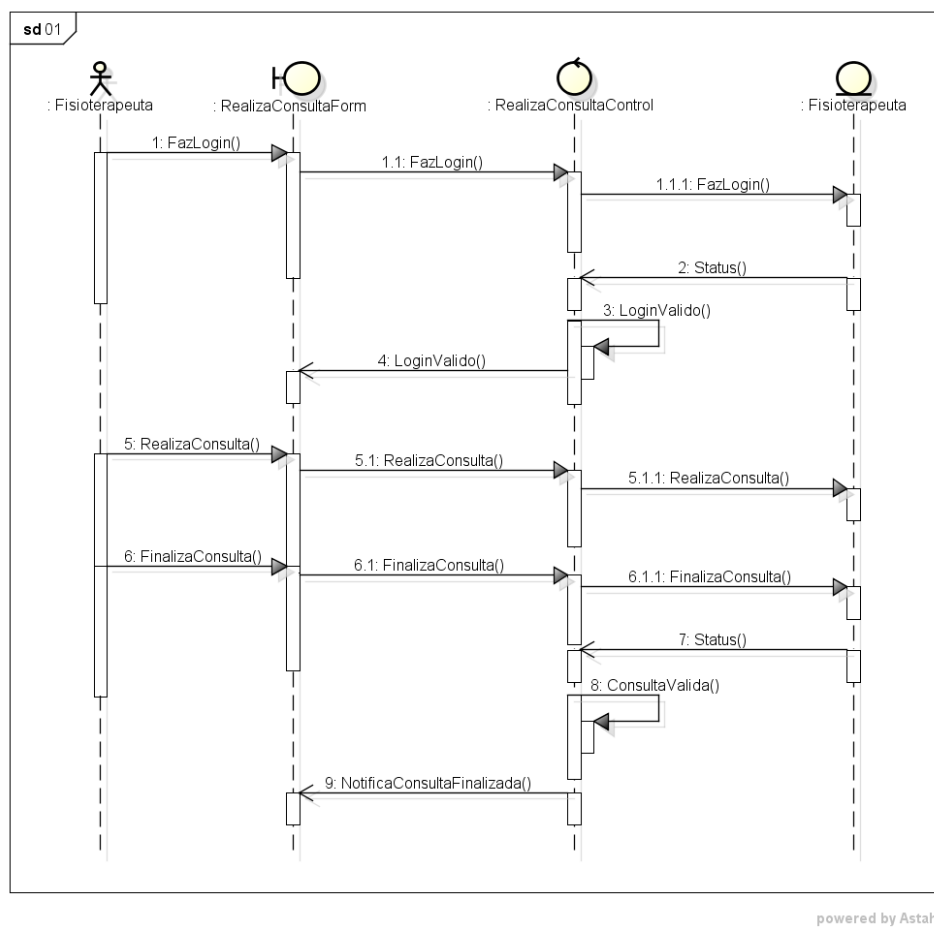 sd 01
: Fisioterapeuta
: RealizaConsultaForm
: RealizaConsultaControl
: Fisioterapeuta
1: FazLogin()
1.1: FazLogin()
1.1.1: FazLogin()
2: Status()
3: LoginValido()
4: LoginValido()
5: RealizaConsulta()
5.1: RealizaConsulta()
5.1.1: RealizaConsulta()
6: FinalizaConsulta()
6.1: FinalizaConsulta()
6.1.1: FinalizaConsulta()
7: Status()
8: ConsultaValida()
9: NotificaConsultaFinalizada()
powered by Astah